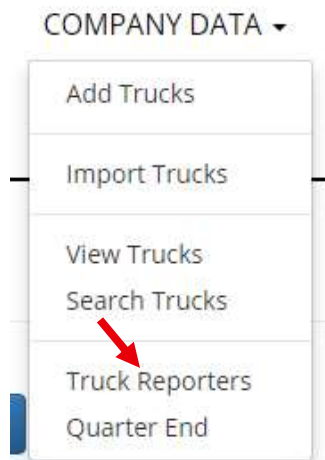 COMPANY DATA
Add Trucks
Import Trucks
View Trucks
Search Trucks
Truck Reporters
Quarter End